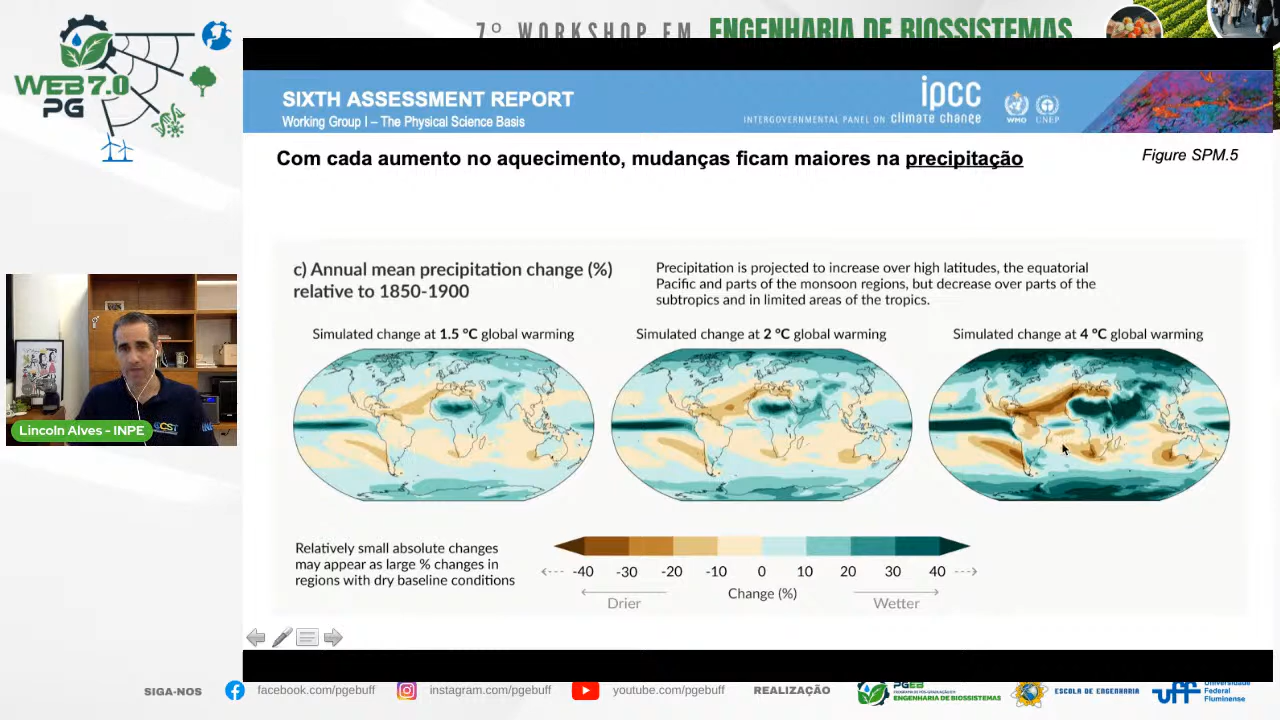 7º WORKSHOP EM ENGENHARIA DE BIOSSISTEMAS
WEB 7.0
PG
SIXTH ASSESSMENT REPORT
Working Group I – The Physical Science Basis
ipcc
INTERGOVERNMENTAL PANEL ON climate change
WMO UNEP
Com cada aumento no aquecimento, mudanças ficam maiores na precipitação
Figure SPM.5
c) Annual mean precipitation change (%)
relative to 1850-1900
Precipitation is projected to increase over high latitudes, the equatorial
Pacific and parts of the monsoon regions, but decrease over parts of the
subtropics and in limited areas of the tropics.
Simulated change at 1.5 °C global warming
Simulated change at 2 °C global warming
Simulated change at 4 °C global warming
Lincoln Alves - INPE
Relatively small absolute changes
may appear as large % changes in
regions with dry baseline conditions
-40 -30 -20 -10 0 10 20 30 40
Change (%)
Drier
Wetter
SIGA-NOS
facebook.com/pgebuff
instagram.com/pgebuff
youtube.com/pgebuff
REALIZAÇÃO
PGEB
ENGENHARIA DE BIOSSISTEMAS
ESCOLA DE ENGENHARIA
uff
Universidade
Federal
Fluminense